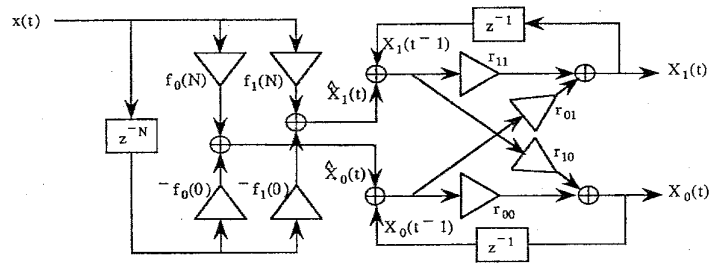 x(t)
z⁻¹
X₁(t⁻1)
f₀(N)
f₁(N)
r₁₁
X₁(t)
X̂₁(t)
r₀₁
z⁻ᴺ
r₁₀
X̂₀(t)
⁻f₀(0)
⁻f₁(0)
X₀(t)
r₀₀
X₀(t⁻1)
z⁻¹